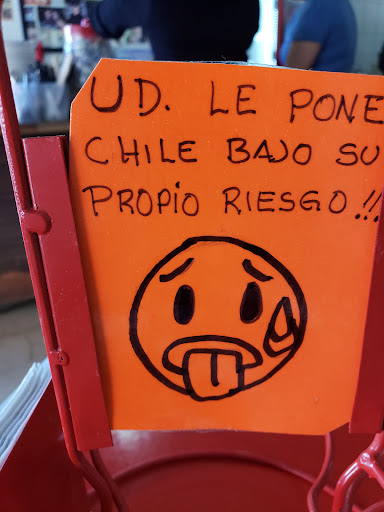 UD. LE PONE
CHILE BAJO SU
PROPiO RIESGO!!!